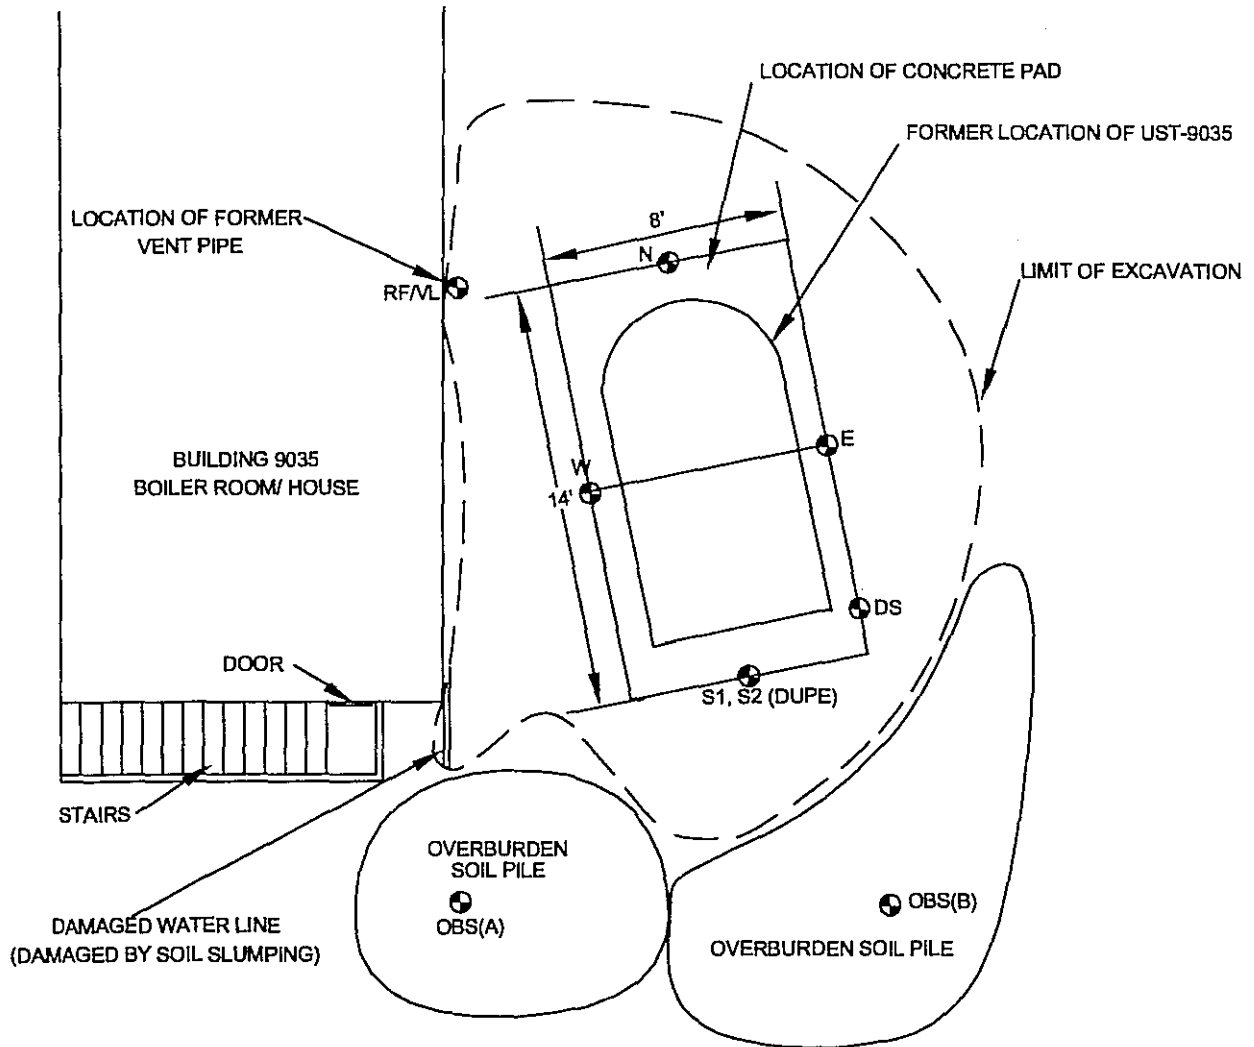 LOCATION OF CONCRETE PAD
FORMER LOCATION OF UST-9035
8'
LOCATION OF FORMER
VENT PIPE
N
LIMIT OF EXCAVATION
RF/VL
E
BUILDING 9035
BOILER ROOM/ HOUSE
W
14'
DS
DOOR
S1, S2 (DUPE)
STAIRS
OVERBURDEN
SOIL PILE
OBS(A)
OBS(B)
DAMAGED WATER LINE
(DAMAGED BY SOIL SLUMPING)
OVERBURDEN SOIL PILE